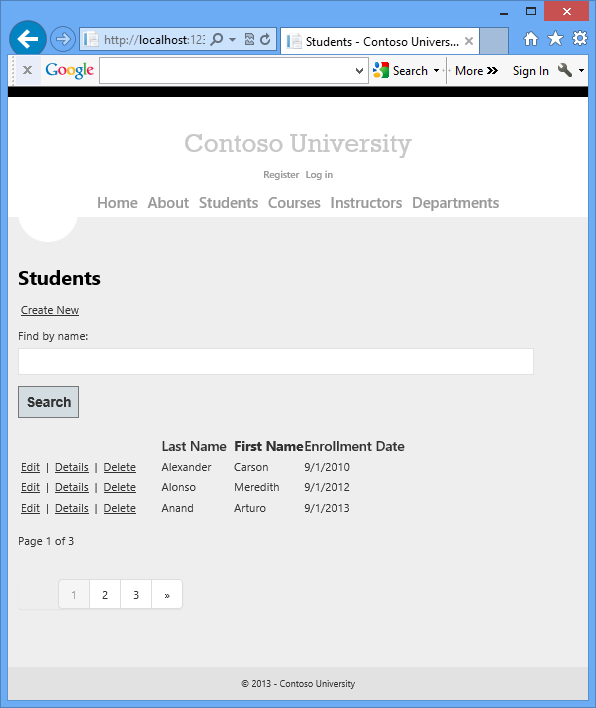 http://localhost:123
Students - Contoso Univers...
x Google Search More » Sign In
Contoso University
Register Log in
Home About Students Courses Instructors Departments
Students
Create New
Find by name:
Search
Last Name First Name Enrollment Date
Edit | Details | Delete Alexander Carson 9/1/2010
Edit | Details | Delete Alonso Meredith 9/1/2012
Edit | Details | Delete Anand Arturo 9/1/2013
Page 1 of 3
1 2 3 »
© 2013 - Contoso University